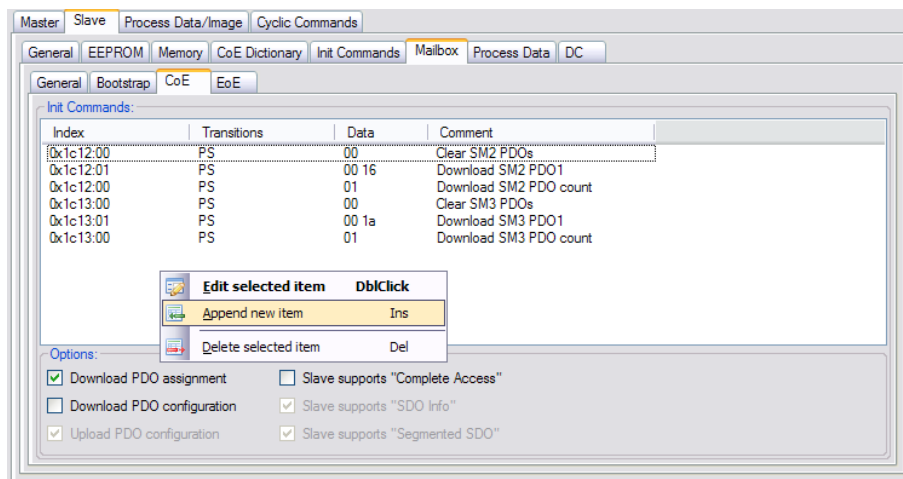 Master Slave Process Data/Image Cyclic Commands
General EEPROM Memory CoE Dictionary Init Commands Mailbox Process Data DC
General Bootstrap CoE EoE
Init Commands:
Index Transitions Data Comment
0x1c12:00 PS 00 Clear SM2 PDOs
0x1c12:01 PS 00 16 Download SM2 PDO1
0x1c12:00 PS 01 Download SM2 PDO count
0x1c13:00 PS 00 Clear SM3 PDOs
0x1c13:01 PS 00 1a Download SM3 PDO1
0x1c13:00 PS 01 Download SM3 PDO count
Edit selected item DblClick
Append new item Ins
Delete selected item Del
Options:
Download PDO assignment Slave supports "Complete Access"
Download PDO configuration Slave supports "SDO Info"
Upload PDO configuration Slave supports "Segmented SDO"